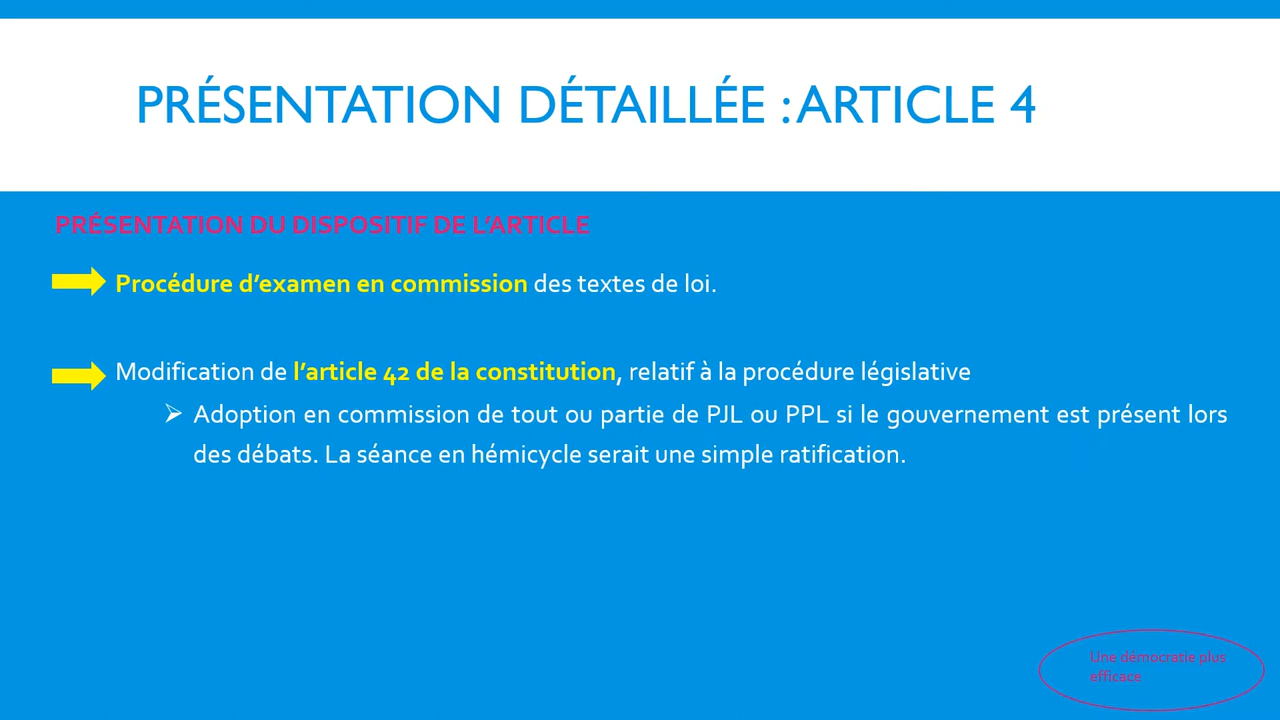 PRÉSENTATION DÉTAILLÉE : ARTICLE 4
PRÉSENTATION DU DISPOSITIF DE L’ARTICLE
Procédure d’examen en commission des textes de loi.
Modification de l’article 42 de la constitution, relatif à la procédure législative
Adoption en commission de tout ou partie de PJL ou PPL si le gouvernement est présent lors
des débats. La séance en hémicycle serait une simple ratification.
Une démocratie plus
efficace